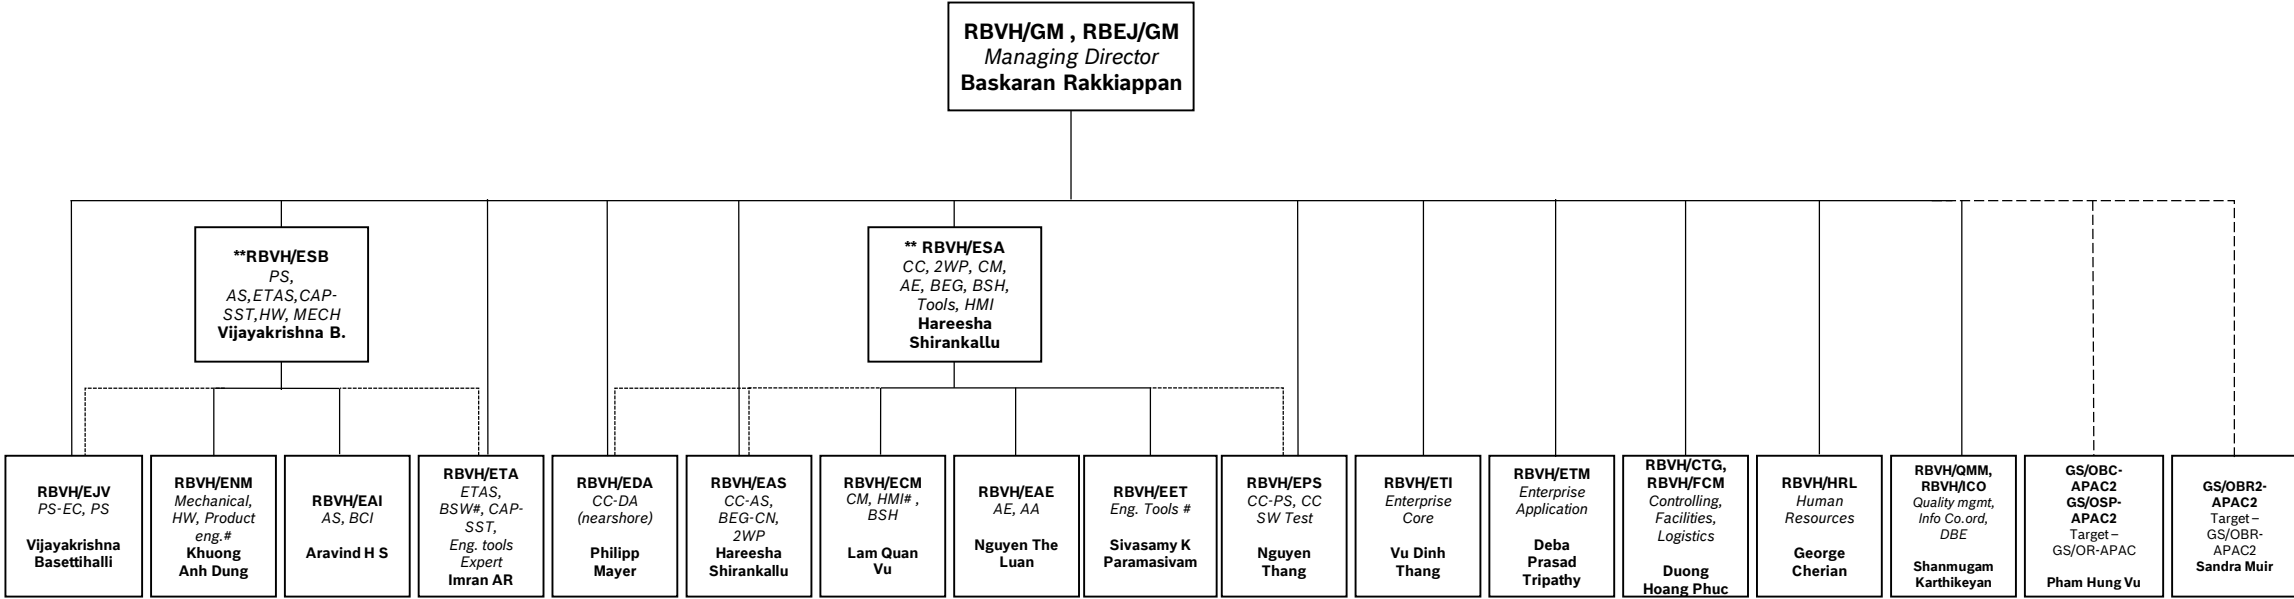 RBVH/GM , RBEJ/GM
Managing Director
Baskaran Rakkiappan
**RBVH/ESB
PS,
AS,ETAS,CAP-
SST,HW, MECH
Vijayakrishna B.
** RBVH/ESA
CC, 2WP, CM,
AE, BEG, BSH,
Tools, HMI
Hareesha
Shirankallu
RBVH/EJV
PS-EC, PS
Vijayakrishna
Basettihalli
RBVH/ENM
Mechanical,
HW, Product
eng.#
Khuong
Anh Dung
RBVH/EAI
AS, BCI
Aravind H S
RBVH/ETA
ETAS,
BSW#, CAP-
SST,
Eng. tools
Expert
Imran AR
RBVH/EDA
CC-DA
(nearshore)
Philipp
Mayer
RBVH/EAS
CC-AS,
BEG-CN,
2WP
Hareesha
Shirankallu
RBVH/ECM
CM, HMI# ,
BSH
Lam Quan
Vu
RBVH/EAE
AE, AA
Nguyen The
Luan
RBVH/EET
Eng. Tools #
Sivasamy K
Paramasivam
RBVH/EPS
CC-PS, CC
SW Test
Nguyen
Thang
RBVH/ETI
Enterprise
Core
Vu Dinh
Thang
RBVH/ETM
Enterprise
Application
Deba
Prasad
Tripathy
RBVH/CTG,
RBVH/FCM
Controlling,
Facilities,
Logistics
Duong
Hoang Phuc
RBVH/HRL
Human
Resources
George
Cherian
RBVH/QMM,
RBVH/ICO
Quality mgmt,
Info Co.ord,
DBE
Shanmugam
Karthikeyan
GS/OBC-
APAC2
GS/OSP-
APAC2
Target –
GS/OR-APAC
Pham Hung Vu
GS/OBR2-
APAC2
Target –
GS/OBR-
APAC2
Sandra Muir